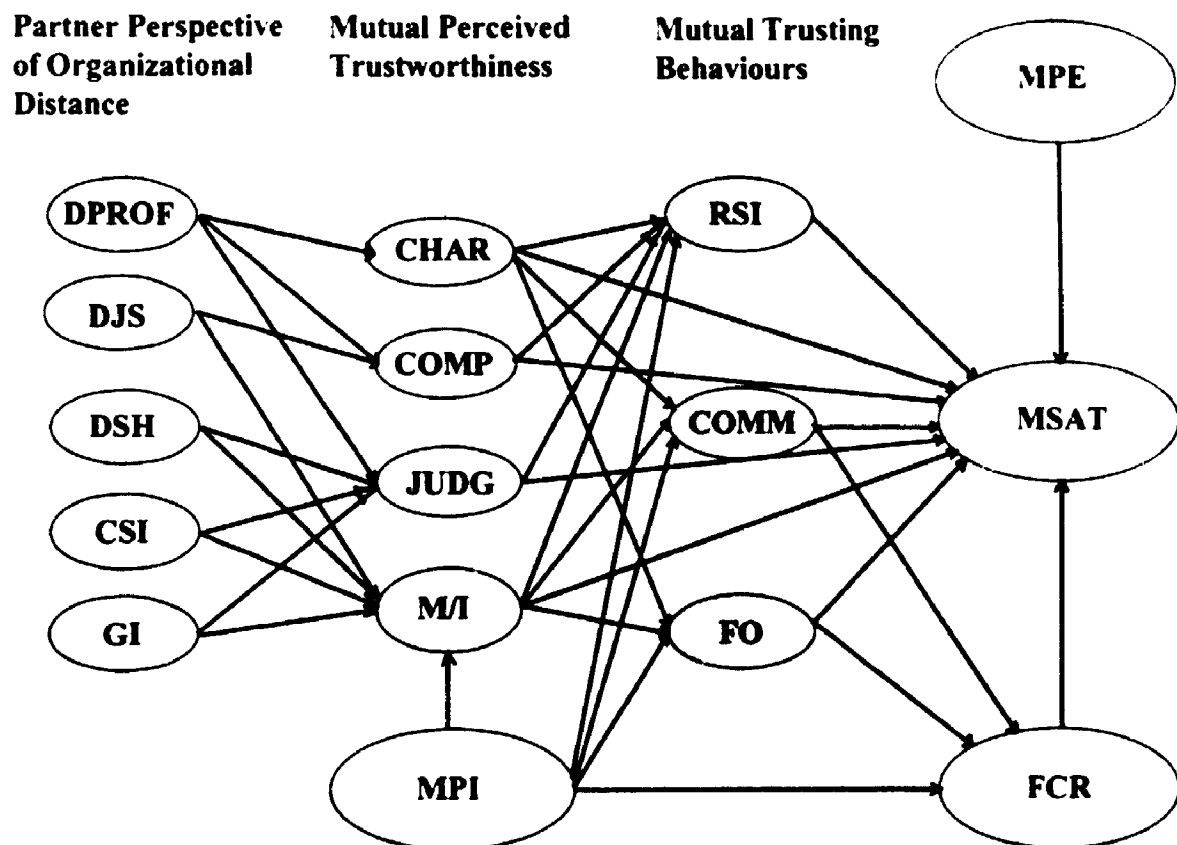 Partner Perspective
of Organizational
Distance
Mutual Perceived
Trustworthiness
Mutual Trusting
Behaviours
MPE
DPROF
DJS
DSH
CSI
GI
CHAR
COMP
JUDG
M/I
MPI
RSI
COMM
FO
MSAT
FCR